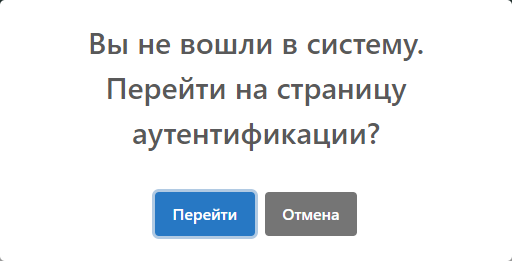 Вы не вошли в систему.
Перейти на страницу
аутентификации?
Перейти
Отмена